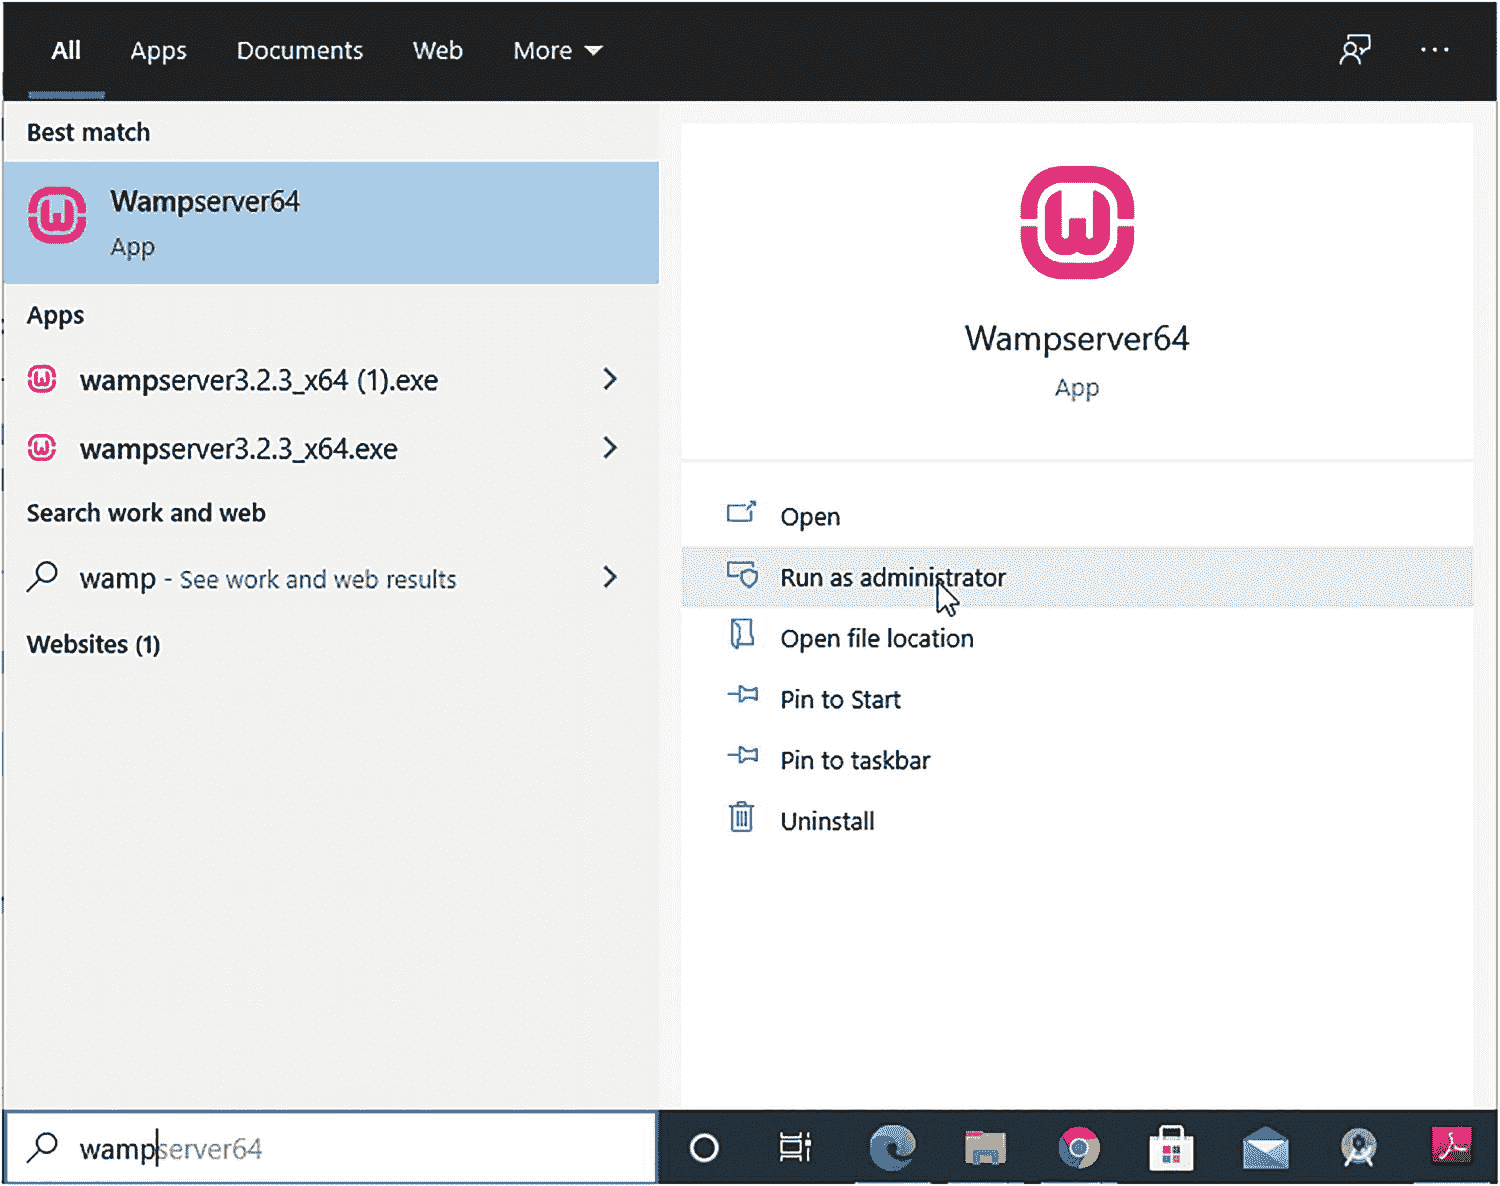 All Apps Documents Web More
Best match
Wampserver64
App
Apps
wampserver3.2.3_x64 (1).exe
wampserver3.2.3_x64.exe
Search work and web
wamp - See work and web results
Websites (1)
Wampserver64
App
Open
Run as administrator
Open file location
Pin to Start
Pin to taskbar
Uninstall
wampserver64